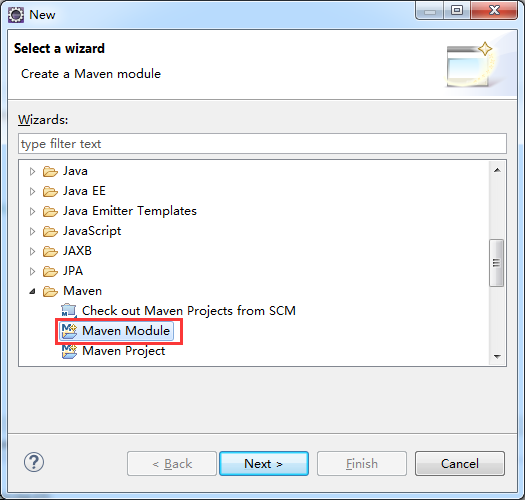 New
Select a wizard
Create a Maven module
Wizards:
type filter text
Java
Java EE
Java Emitter Templates
JavaScript
JAXB
JPA
Maven
Check out Maven Projects from SCM
Maven Module
Maven Project
?
< Back
Next >
Finish
Cancel